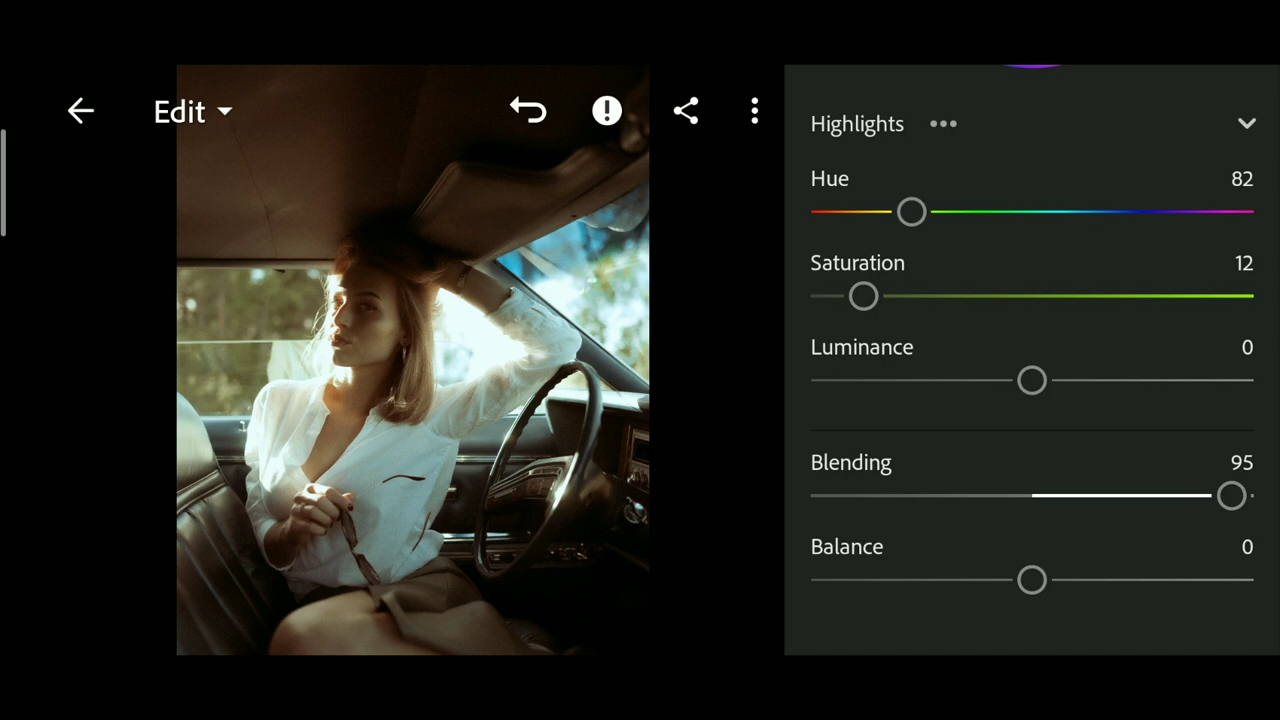 Edit
Highlights
Hue 82
Saturation 12
Luminance 0
Blending 95
Balance 0